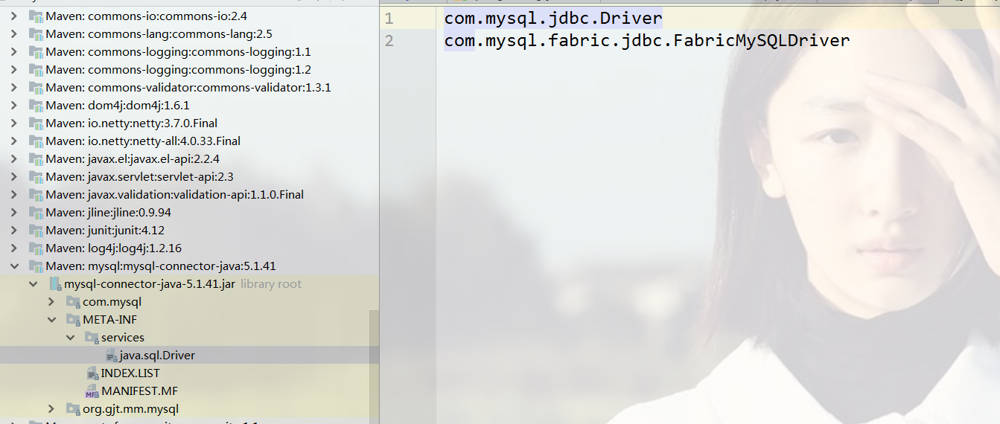 Maven: commons-io:commons-io:2.4
Maven: commons-lang:commons-lang:2.5
Maven: commons-logging:commons-logging:1.1
Maven: commons-logging:commons-logging:1.2
Maven: commons-validator:commons-validator:1.3.1
Maven: dom4j:dom4j:1.6.1
Maven: io.netty:netty:3.7.0.Final
Maven: io.netty:netty-all:4.0.33.Final
Maven: javax.el:javax.el-api:2.2.4
Maven: javax.servlet:servlet-api:2.3
Maven: javax.validation:validation-api:1.1.0.Final
Maven: jline:jline:0.9.94
Maven: junit:junit:4.12
Maven: log4j:log4j:1.2.16
Maven: mysql:mysql-connector-java:5.1.41
mysql-connector-java-5.1.41.jar library root
com.mysql
META-INF
services
java.sql.Driver
INDEX.LIST
MF MANIFEST.MF
org.gjt.mm.mysql
1 com.mysql.jdbc.Driver
2 com.mysql.fabric.jdbc.FabricMySQLDriver